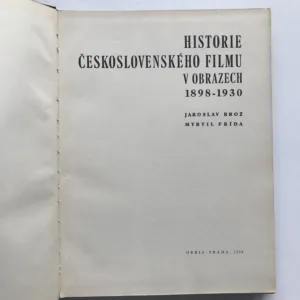 HISTORIE
ČESKOSLOVENSKÉHO FILMU
V OBRAZECH
1898-1930
JAROSLAV BROŽ
MYRTIL FRÍDA
ORBIS - PRAHA,